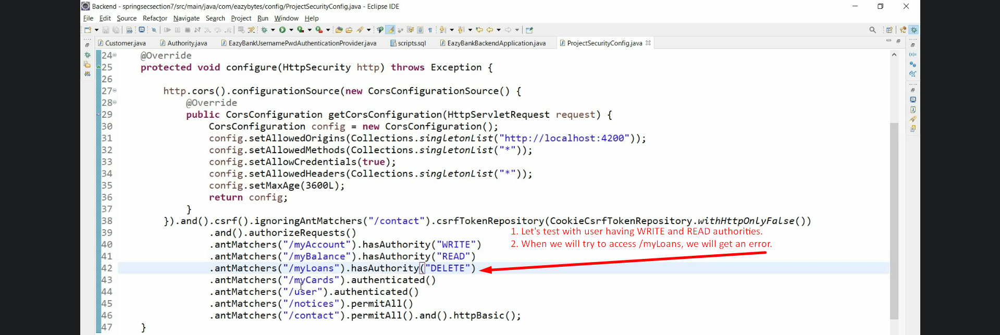 Backend - springsecsection7/src/main/java/com/eazybytes/config/ProjectSecurityConfig.java - Eclipse IDE
File Edit Source Refactor Navigate Search Project Run Window Help
Customer.java Authority.java EazyBankUsernamePwdAuthenticationProvider.java scripts.sql EazyBankBackendApplication.java ProjectSecurityConfig.java
24 @Override
25 protected void configure(HttpSecurity http) throws Exception {
26
27 http.cors().configurationSource(new CorsConfigurationSource() {
28 @Override
29 public CorsConfiguration getCorsConfiguration(HttpServletRequest request) {
30 CorsConfiguration config = new CorsConfiguration();
31 config.setAllowedOrigins(Collections.singletonList("http://localhost:4200"));
32 config.setAllowedMethods(Collections.singletonList("*"));
33 config.setAllowCredentials(true);
34 config.setAllowedHeaders(Collections.singletonList("*"));
35 config.setMaxAge(3600L);
36 return config;
37 }
38 }).and().csrf().ignoringAntMatchers("/contact").csrfTokenRepository(CookieCsrfTokenRepository.withHttpOnlyFalse())
39 .and().authorizeRequests()
1. Let's test with user having WRITE and READ authorities.
40 .antMatchers("/myAccount").hasAuthority("WRITE")
2. When we will try to access /myLoans, we will get an error.
41 .antMatchers("/myBalance").hasAuthority("READ")
42 .antMatchers("/myLoans").hasAuthority("DELETE")
43 .antMatchers("/myCards").authenticated()
44 .antMatchers("/user").authenticated()
45 .antMatchers("/notices").permitAll()
46 .antMatchers("/contact").permitAll().and().httpBasic();
47 }